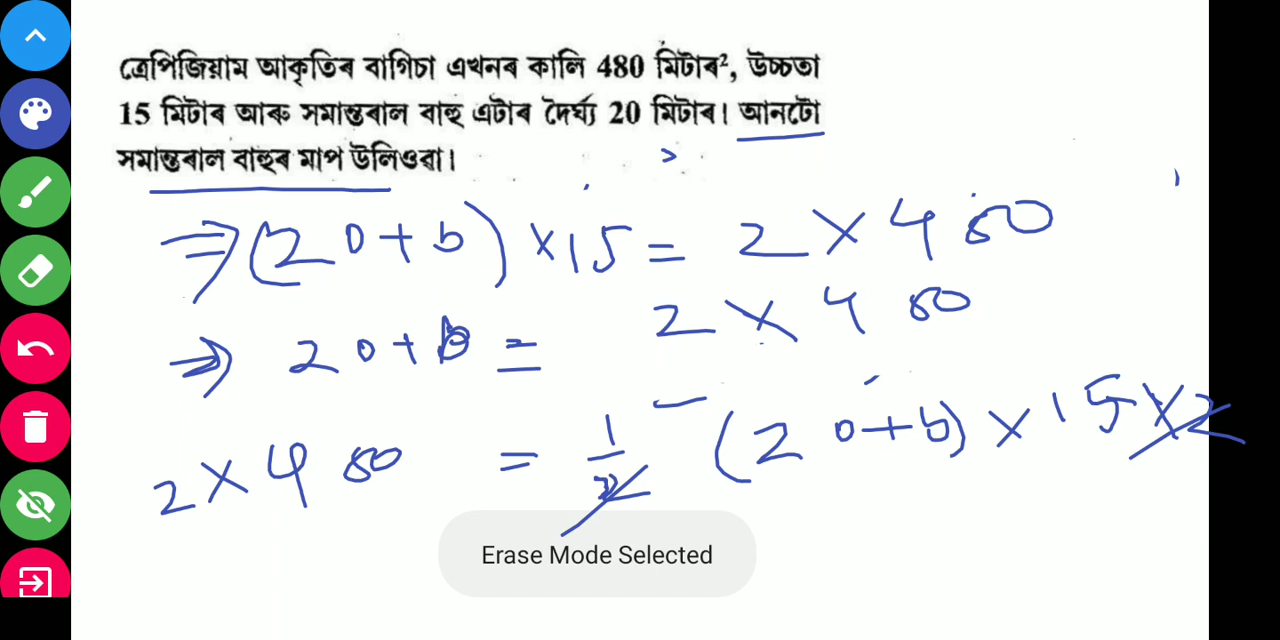 ত্ৰেপিজিয়াম আকৃতিৰ বাগিচা এখনৰ কালি 480 মিটাৰ², উচ্চতা
15 মিটাৰ আৰু সমান্তৰাল বাহু এটাৰ দৈৰ্ঘ্য 20 মিটাৰ। আনটো
সমান্তৰাল বাহুৰ মাপ উলিওৱা।
⇒ (20+b) × 15 = 2 × 480
⇒ 20+b = 2 × 480
2 × 480 = 1/2 (20+b) × 15 × 2
Erase Mode Selected